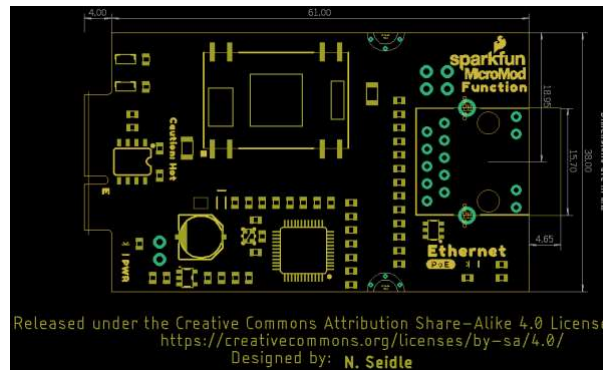 4.00
61.00
sparkfun
MicroMod
Function
18.95
Caution: Hot
15.70
38.00
E
4.65
Ethernet
PoE
PWR
Released under the Creative Commons Attribution Share-Alike 4.0 License
https://creativecommons.org/licenses/by-sa/4.0/
Designed by: N. Seidle